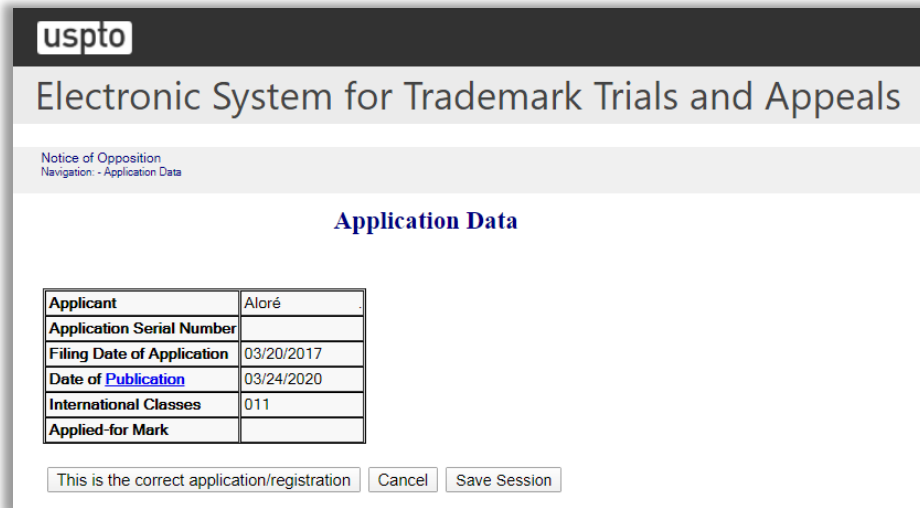 uspto
Electronic System for Trademark Trials and Appeals
Notice of Opposition
Navigation: - Application Data
Application Data
Applicant Aloré .
Application Serial Number
Filing Date of Application 03/20/2017
Date of Publication 03/24/2020
International Classes 011
Applied-for Mark
This is the correct application/registration Cancel Save Session